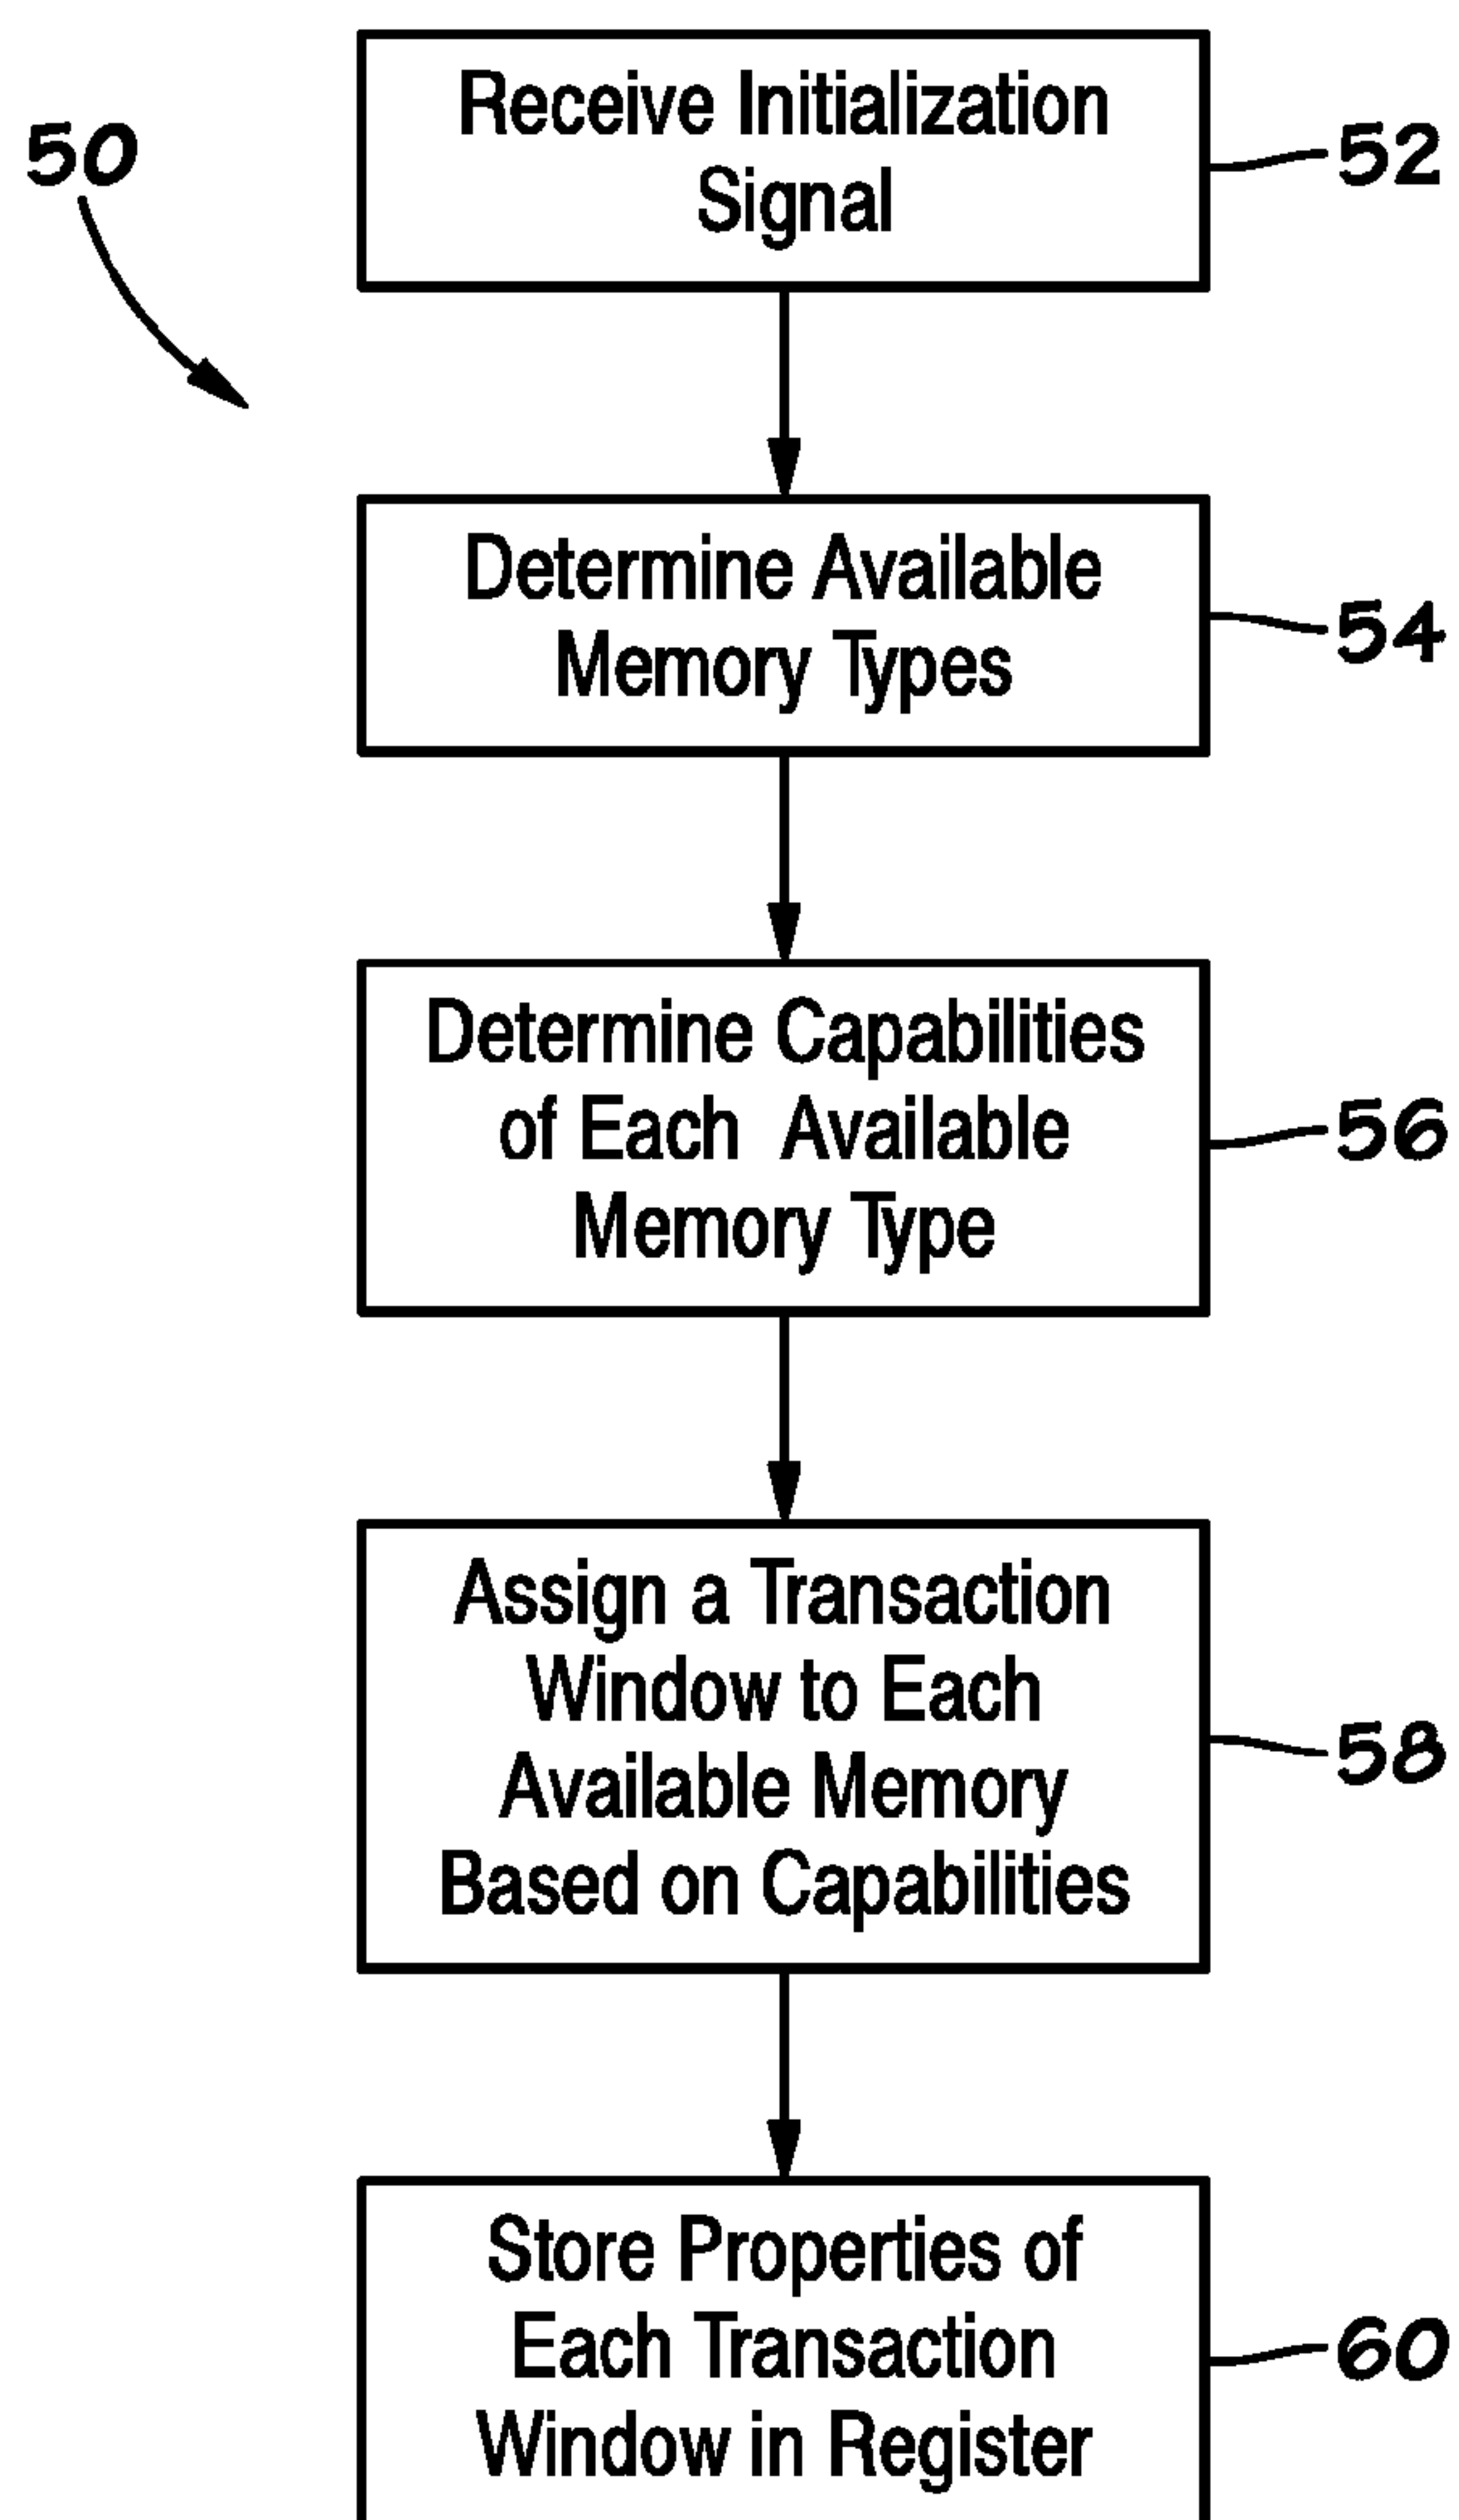 50
Receive Initialization
Signal
52
Determine Available
Memory Types
54
Determine Capabilities
of Each Available
Memory Type
56
Assign a Transaction
Window to Each
Available Memory
Based on Capabilities
58
Store Properties of
Each Transaction
Window in Register
60